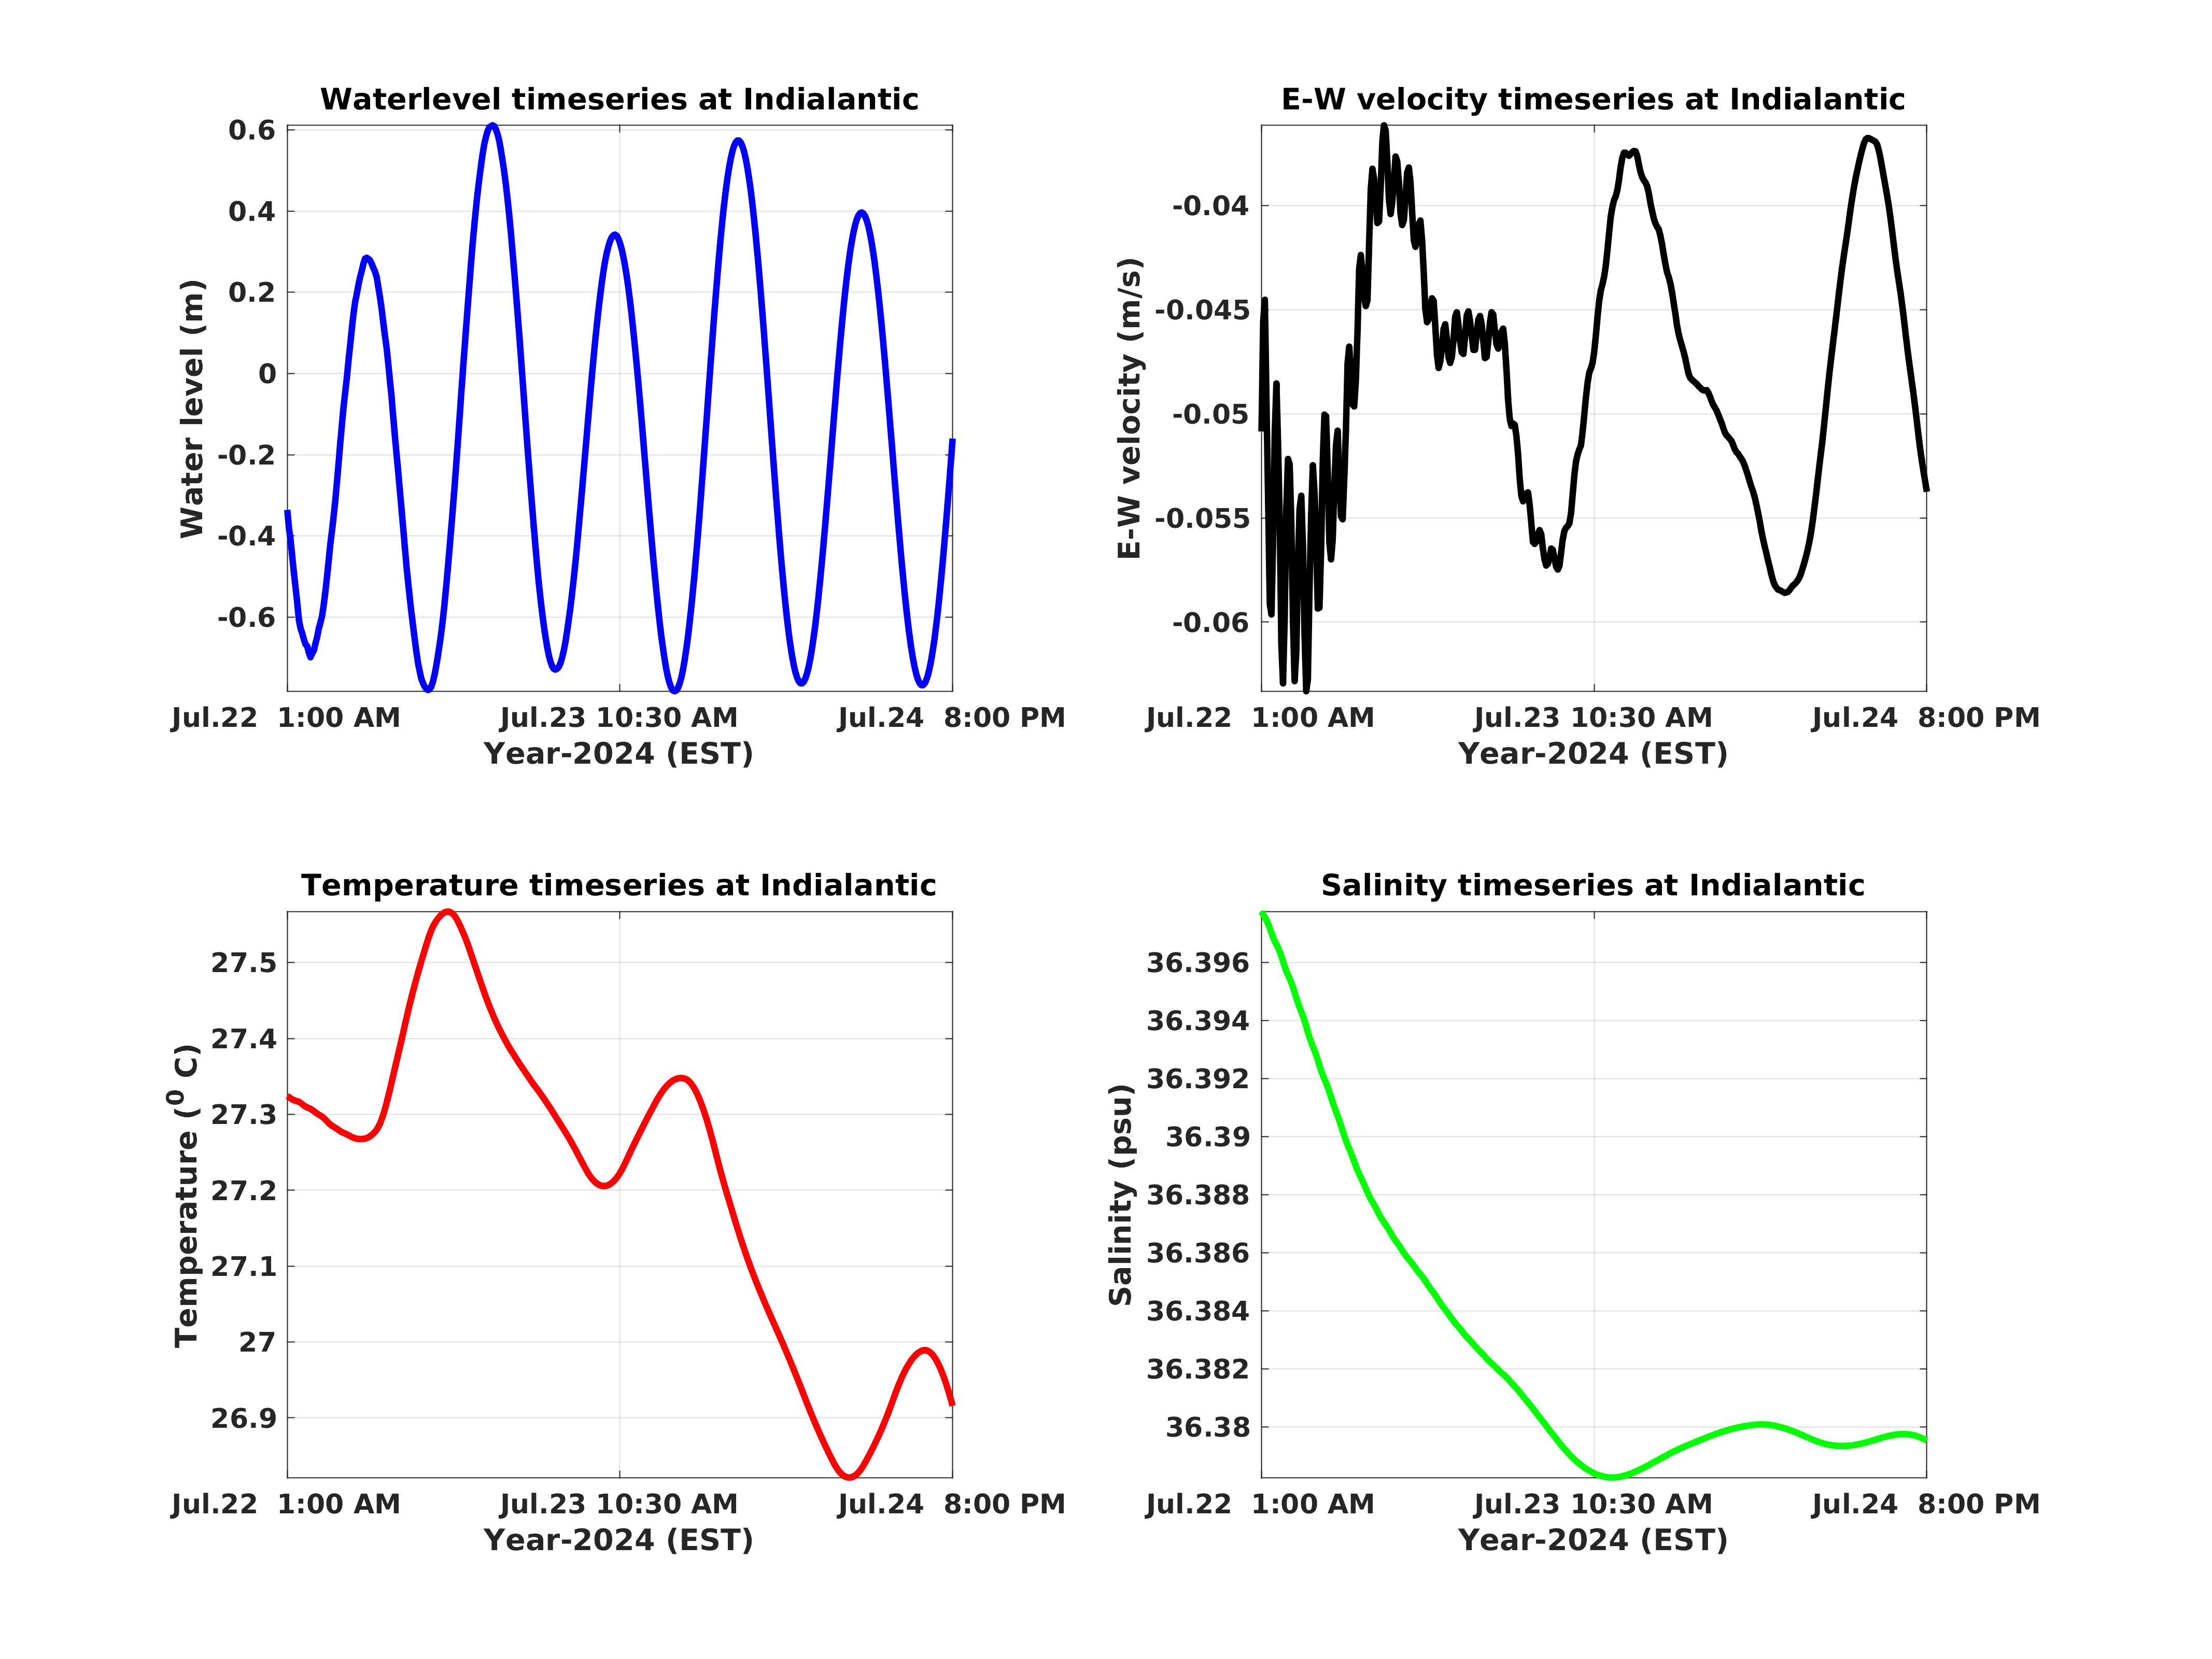 Waterlevel timeseries at Indialantic
0.6
0.4
0.2
0
-0.2
-0.4
-0.6
Water level (m)
Jul.22  1:00 AM
Jul.23 10:30 AM
Jul.24  8:00 PM
Year-2024 (EST)
E-W velocity timeseries at Indialantic
-0.04
-0.045
-0.05
-0.055
-0.06
E-W velocity (m/s)
Jul.22  1:00 AM
Jul.23 10:30 AM
Jul.24  8:00 PM
Year-2024 (EST)
Temperature timeseries at Indialantic
27.5
27.4
27.3
27.2
27.1
27
26.9
Temperature (⁰ C)
Jul.22  1:00 AM
Jul.23 10:30 AM
Jul.24  8:00 PM
Year-2024 (EST)
Salinity timeseries at Indialantic
36.396
36.394
36.392
36.39
36.388
36.386
36.384
36.382
36.38
Salinity (psu)
Jul.22  1:00 AM
Jul.23 10:30 AM
Jul.24  8:00 PM
Year-2024 (EST)